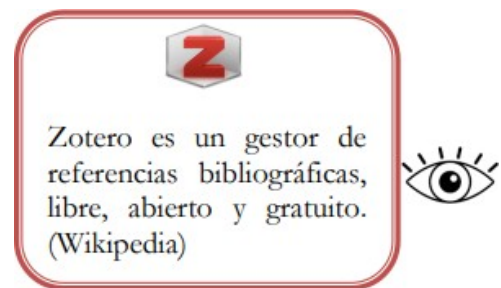 Z
Zotero es un gestor de
referencias bibliográficas,
libre, abierto y gratuito.
(Wikipedia)